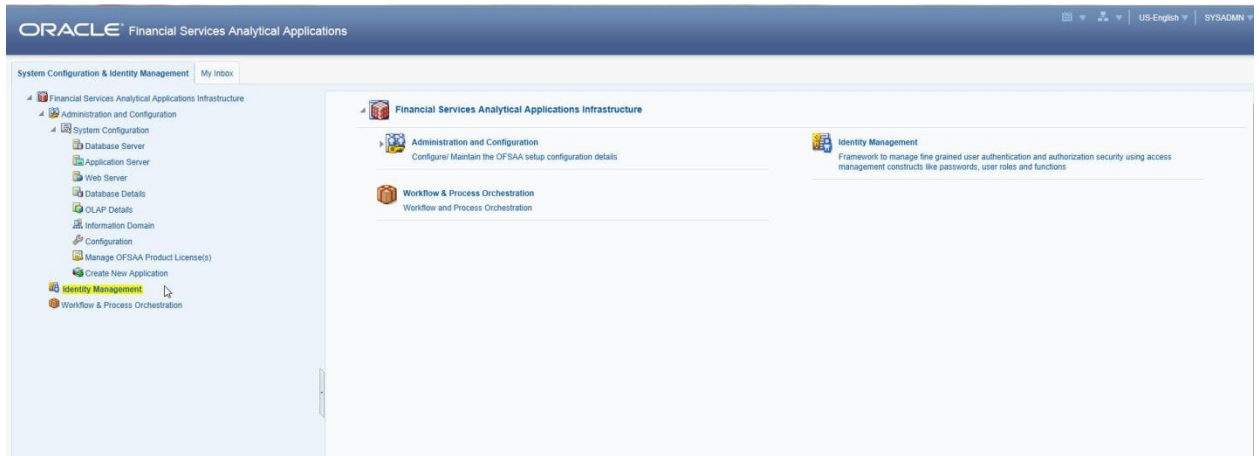 ORACLE Financial Services Analytical Applications
US-English
SYSADMN
System Configuration & Identity Management
My Inbox
Financial Services Analytical Applications Infrastructure
Administration and Configuration
System Configuration
Database Server
Application Server
Web Server
Database Details
OLAP Details
Information Domain
Configuration
Manage OFSAA Product License(s)
Create New Application
Identity Management
Workflow & Process Orchestration
Financial Services Analytical Applications Infrastructure
Administration and Configuration
Configure/ Maintain the OFSAA setup configuration details
Identity Management
Framework to manage fine grained user authentication and authorization security using access
management constructs like passwords, user roles and functions
Workflow & Process Orchestration
Workflow and Process Orchestration